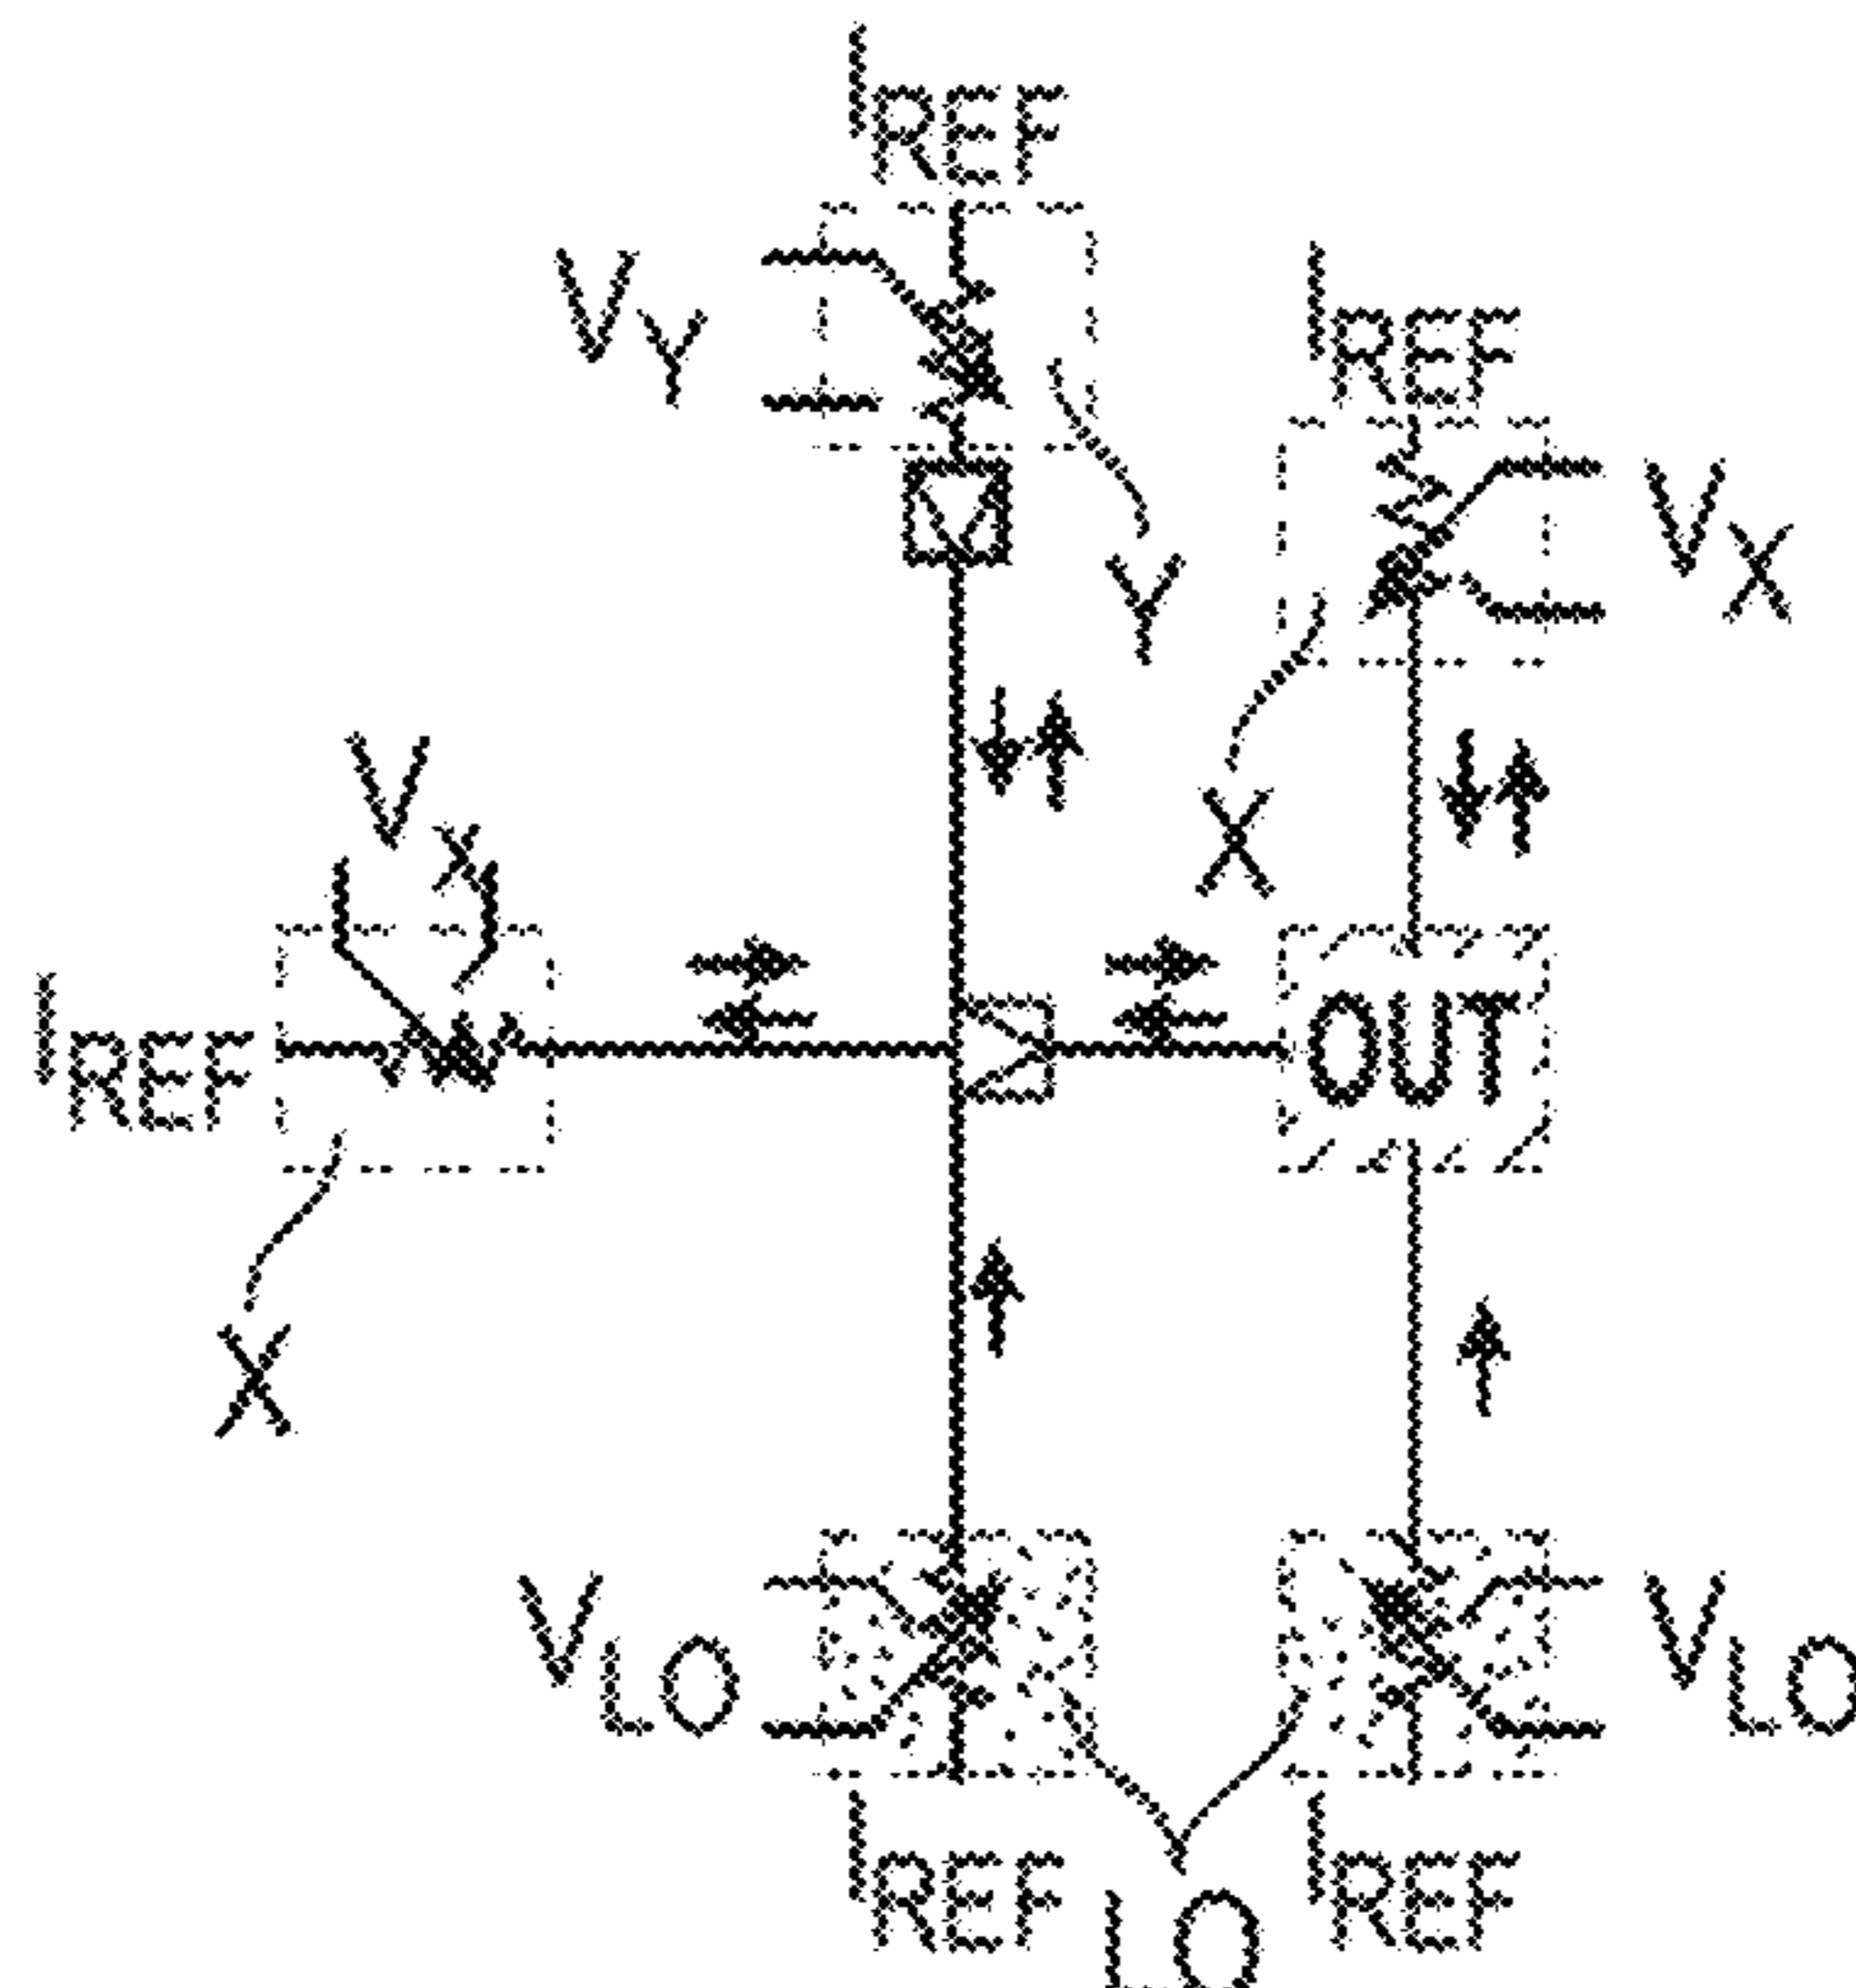 IREF
VY
IREF
VX
Y
VX
X
IREF
OUT
X
VLO
VLO
IREF
IREF
LO